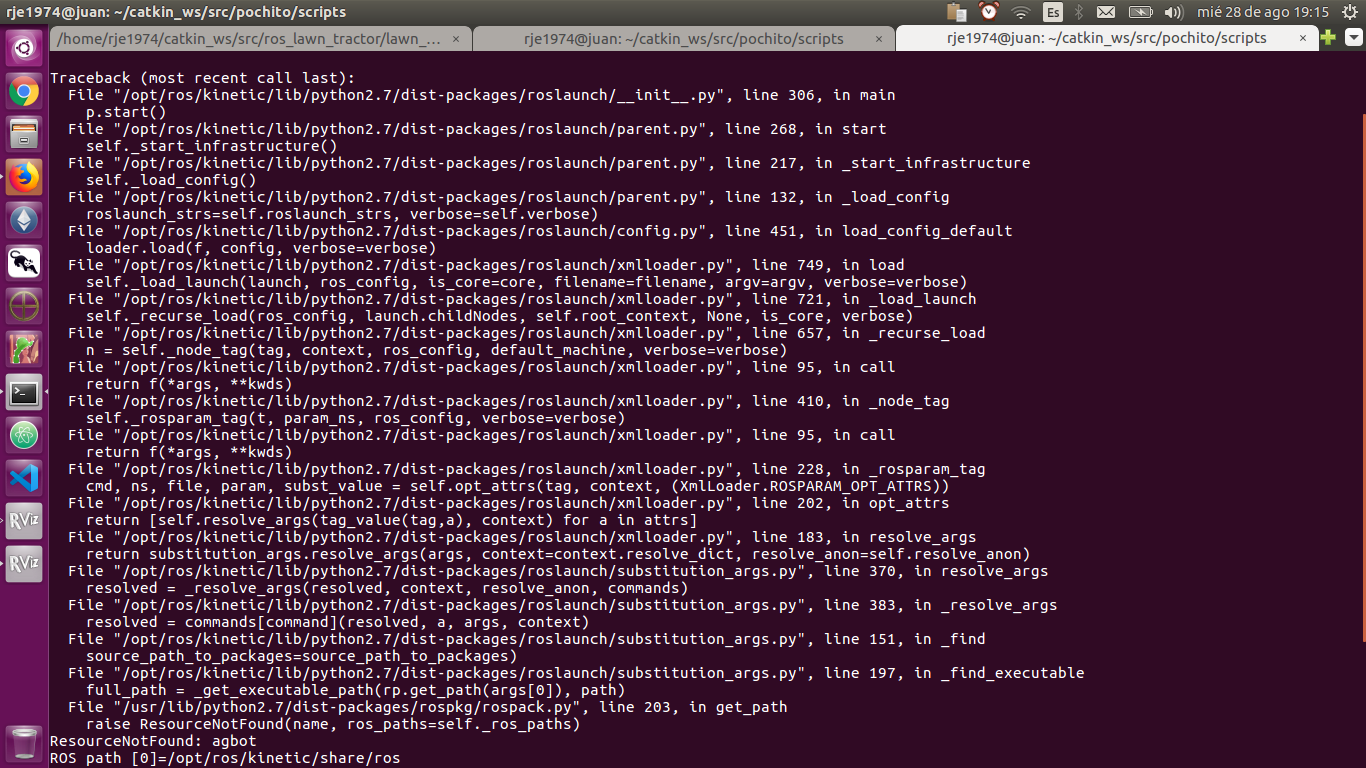 rje1974@juan: ~/catkin_ws/src/pochito/scripts
Es
mié 28 de ago 19:15
/home/rje1974/catkin_ws/src/ros_lawn_tractor/lawn_... ×
rje1974@juan: ~/catkin_ws/src/pochito/scripts ×
rje1974@juan: ~/catkin_ws/src/pochito/scripts ×
Traceback (most recent call last):
  File "/opt/ros/kinetic/lib/python2.7/dist-packages/roslaunch/__init__.py", line 306, in main
    p.start()
  File "/opt/ros/kinetic/lib/python2.7/dist-packages/roslaunch/parent.py", line 268, in start
    self._start_infrastructure()
  File "/opt/ros/kinetic/lib/python2.7/dist-packages/roslaunch/parent.py", line 217, in _start_infrastructure
    self._load_config()
  File "/opt/ros/kinetic/lib/python2.7/dist-packages/roslaunch/parent.py", line 132, in _load_config
    roslaunch_strs=self.roslaunch_strs, verbose=self.verbose)
  File "/opt/ros/kinetic/lib/python2.7/dist-packages/roslaunch/config.py", line 451, in load_config_default
    loader.load(f, config, verbose=verbose)
  File "/opt/ros/kinetic/lib/python2.7/dist-packages/roslaunch/xmlloader.py", line 749, in load
    self._load_launch(launch, ros_config, is_core=core, filename=filename, argv=argv, verbose=verbose)
  File "/opt/ros/kinetic/lib/python2.7/dist-packages/roslaunch/xmlloader.py", line 721, in _load_launch
    self._recurse_load(ros_config, launch.childNodes, self.root_context, None, is_core, verbose)
  File "/opt/ros/kinetic/lib/python2.7/dist-packages/roslaunch/xmlloader.py", line 657, in _recurse_load
    n = self._node_tag(tag, context, ros_config, default_machine, verbose=verbose)
  File "/opt/ros/kinetic/lib/python2.7/dist-packages/roslaunch/xmlloader.py", line 95, in call
    return f(*args, **kwds)
  File "/opt/ros/kinetic/lib/python2.7/dist-packages/roslaunch/xmlloader.py", line 410, in _node_tag
    self._rosparam_tag(t, param_ns, ros_config, verbose=verbose)
  File "/opt/ros/kinetic/lib/python2.7/dist-packages/roslaunch/xmlloader.py", line 95, in call
    return f(*args, **kwds)
  File "/opt/ros/kinetic/lib/python2.7/dist-packages/roslaunch/xmlloader.py", line 228, in _rosparam_tag
    cmd, ns, file, param, subst_value = self.opt_attrs(tag, context, (XmlLoader.ROSPARAM_OPT_ATTRS))
  File "/opt/ros/kinetic/lib/python2.7/dist-packages/roslaunch/xmlloader.py", line 202, in opt_attrs
    return [self.resolve_args(tag_value(tag,a), context) for a in attrs]
  File "/opt/ros/kinetic/lib/python2.7/dist-packages/roslaunch/xmlloader.py", line 183, in resolve_args
    return substitution_args.resolve_args(args, context=context.resolve_dict, resolve_anon=self.resolve_anon)
  File "/opt/ros/kinetic/lib/python2.7/dist-packages/roslaunch/substitution_args.py", line 370, in resolve_args
    resolved = _resolve_args(resolved, context, resolve_anon, commands)
  File "/opt/ros/kinetic/lib/python2.7/dist-packages/roslaunch/substitution_args.py", line 383, in _resolve_args
    resolved = commands[command](resolved, a, args, context)
  File "/opt/ros/kinetic/lib/python2.7/dist-packages/roslaunch/substitution_args.py", line 151, in _find
    source_path_to_packages=source_path_to_packages)
  File "/opt/ros/kinetic/lib/python2.7/dist-packages/roslaunch/substitution_args.py", line 197, in _find_executable
    full_path = _get_executable_path(rp.get_path(args[0]), path)
  File "/usr/lib/python2.7/dist-packages/rospkg/rospack.py", line 203, in get_path
    raise ResourceNotFound(name, ros_paths=self._ros_paths)
ResourceNotFound: agbot
ROS path [0]=/opt/ros/kinetic/share/ros
RViz
RViz